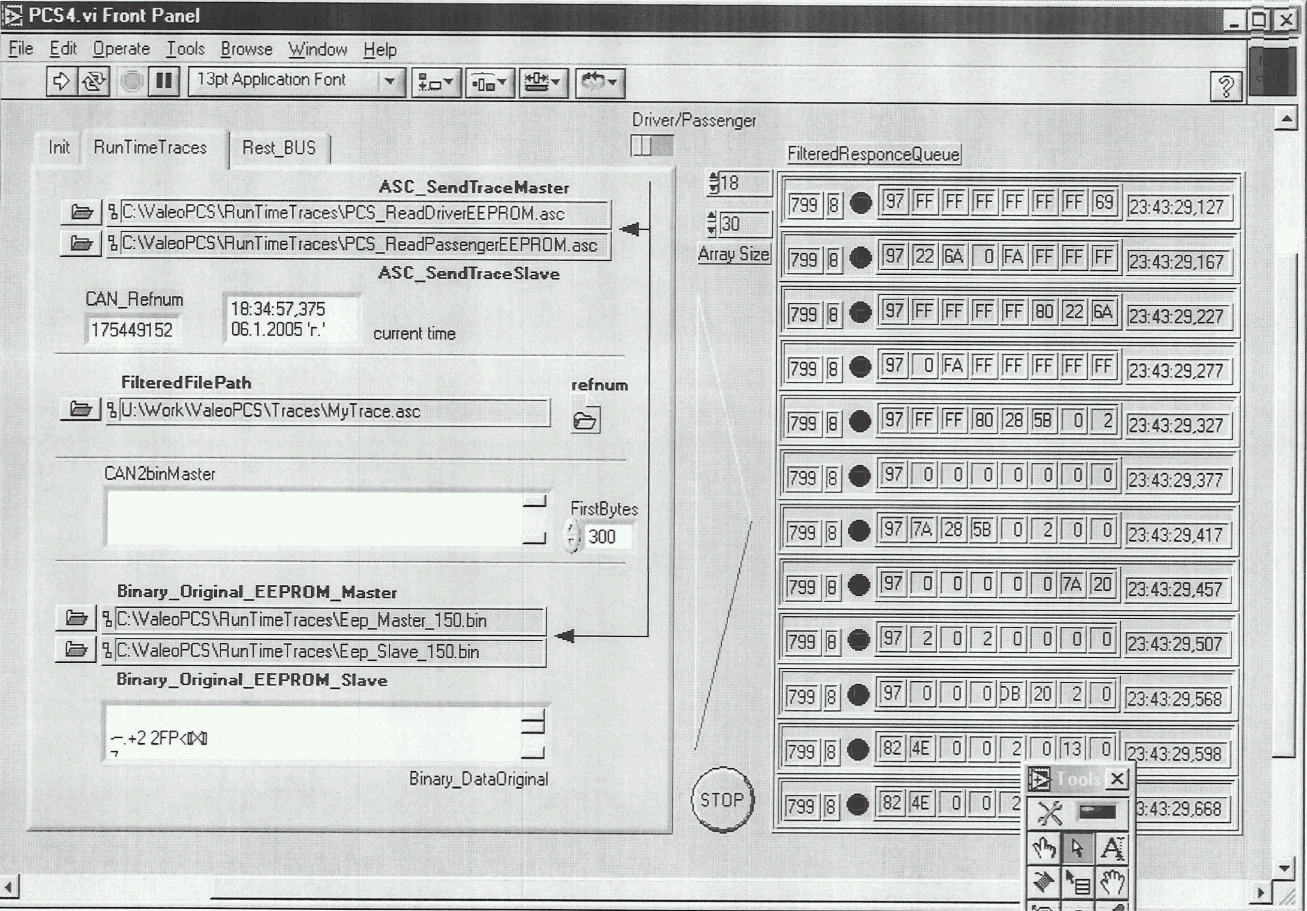 PCS4.vi Front Panel
File Edit Operate Tools Browse Window Help
13pt Application Font
Init RunTimeTraces Rest_BUS
Driver/Passenger
ASC_SendTraceMaster
C:\ValeoPCS\RunTimeTraces\PCS_ReadDriverEEPROM.asc
C:\ValeoPCS\RunTimeTraces\PCS_ReadPassengerEEPROM.asc
ASC_SendTraceSlave
CAN_Refnum
175449152
18:34:57,375
06.1.2005 'г.'
current time
FilteredFilePath
U:\Work\ValeoPCS\Traces\MyTrace.asc
refnum
CAN2binMaster
FirstBytes
300
Binary_Original_EEPROM_Master
C:\ValeoPCS\RunTimeTraces\Eep_Master_150.bin
C:\ValeoPCS\RunTimeTraces\Eep_Slave_150.bin
Binary_Original_EEPROM_Slave
Binary_DataOriginal
18
30
Array Size
STOP
FilteredResponceQueue
799 8 97 FF FF FF FF FF FF 69 23:43:29,127
799 8 97 22 6A 0 FA FF FF FF 23:43:29,167
799 8 97 FF FF FF FF 80 22 6A 23:43:29,227
799 8 97 0 FA FF FF FF FF FF 23:43:29,277
799 8 97 FF FF 80 28 5B 0 2 23:43:29,327
799 8 97 0 0 0 0 0 0 0 23:43:29,377
799 8 97 7A 28 5B 0 2 0 0 23:43:29,417
799 8 97 0 0 0 0 0 7A 20 23:43:29,457
799 8 97 2 0 2 0 0 0 0 23:43:29,507
799 8 97 0 0 0 DB 20 2 0 23:43:29,568
799 8 82 4E 0 0 2 0 13 0 23:43:29,598
799 8 82 4E 0 0 2 3:43:29,668
Tools